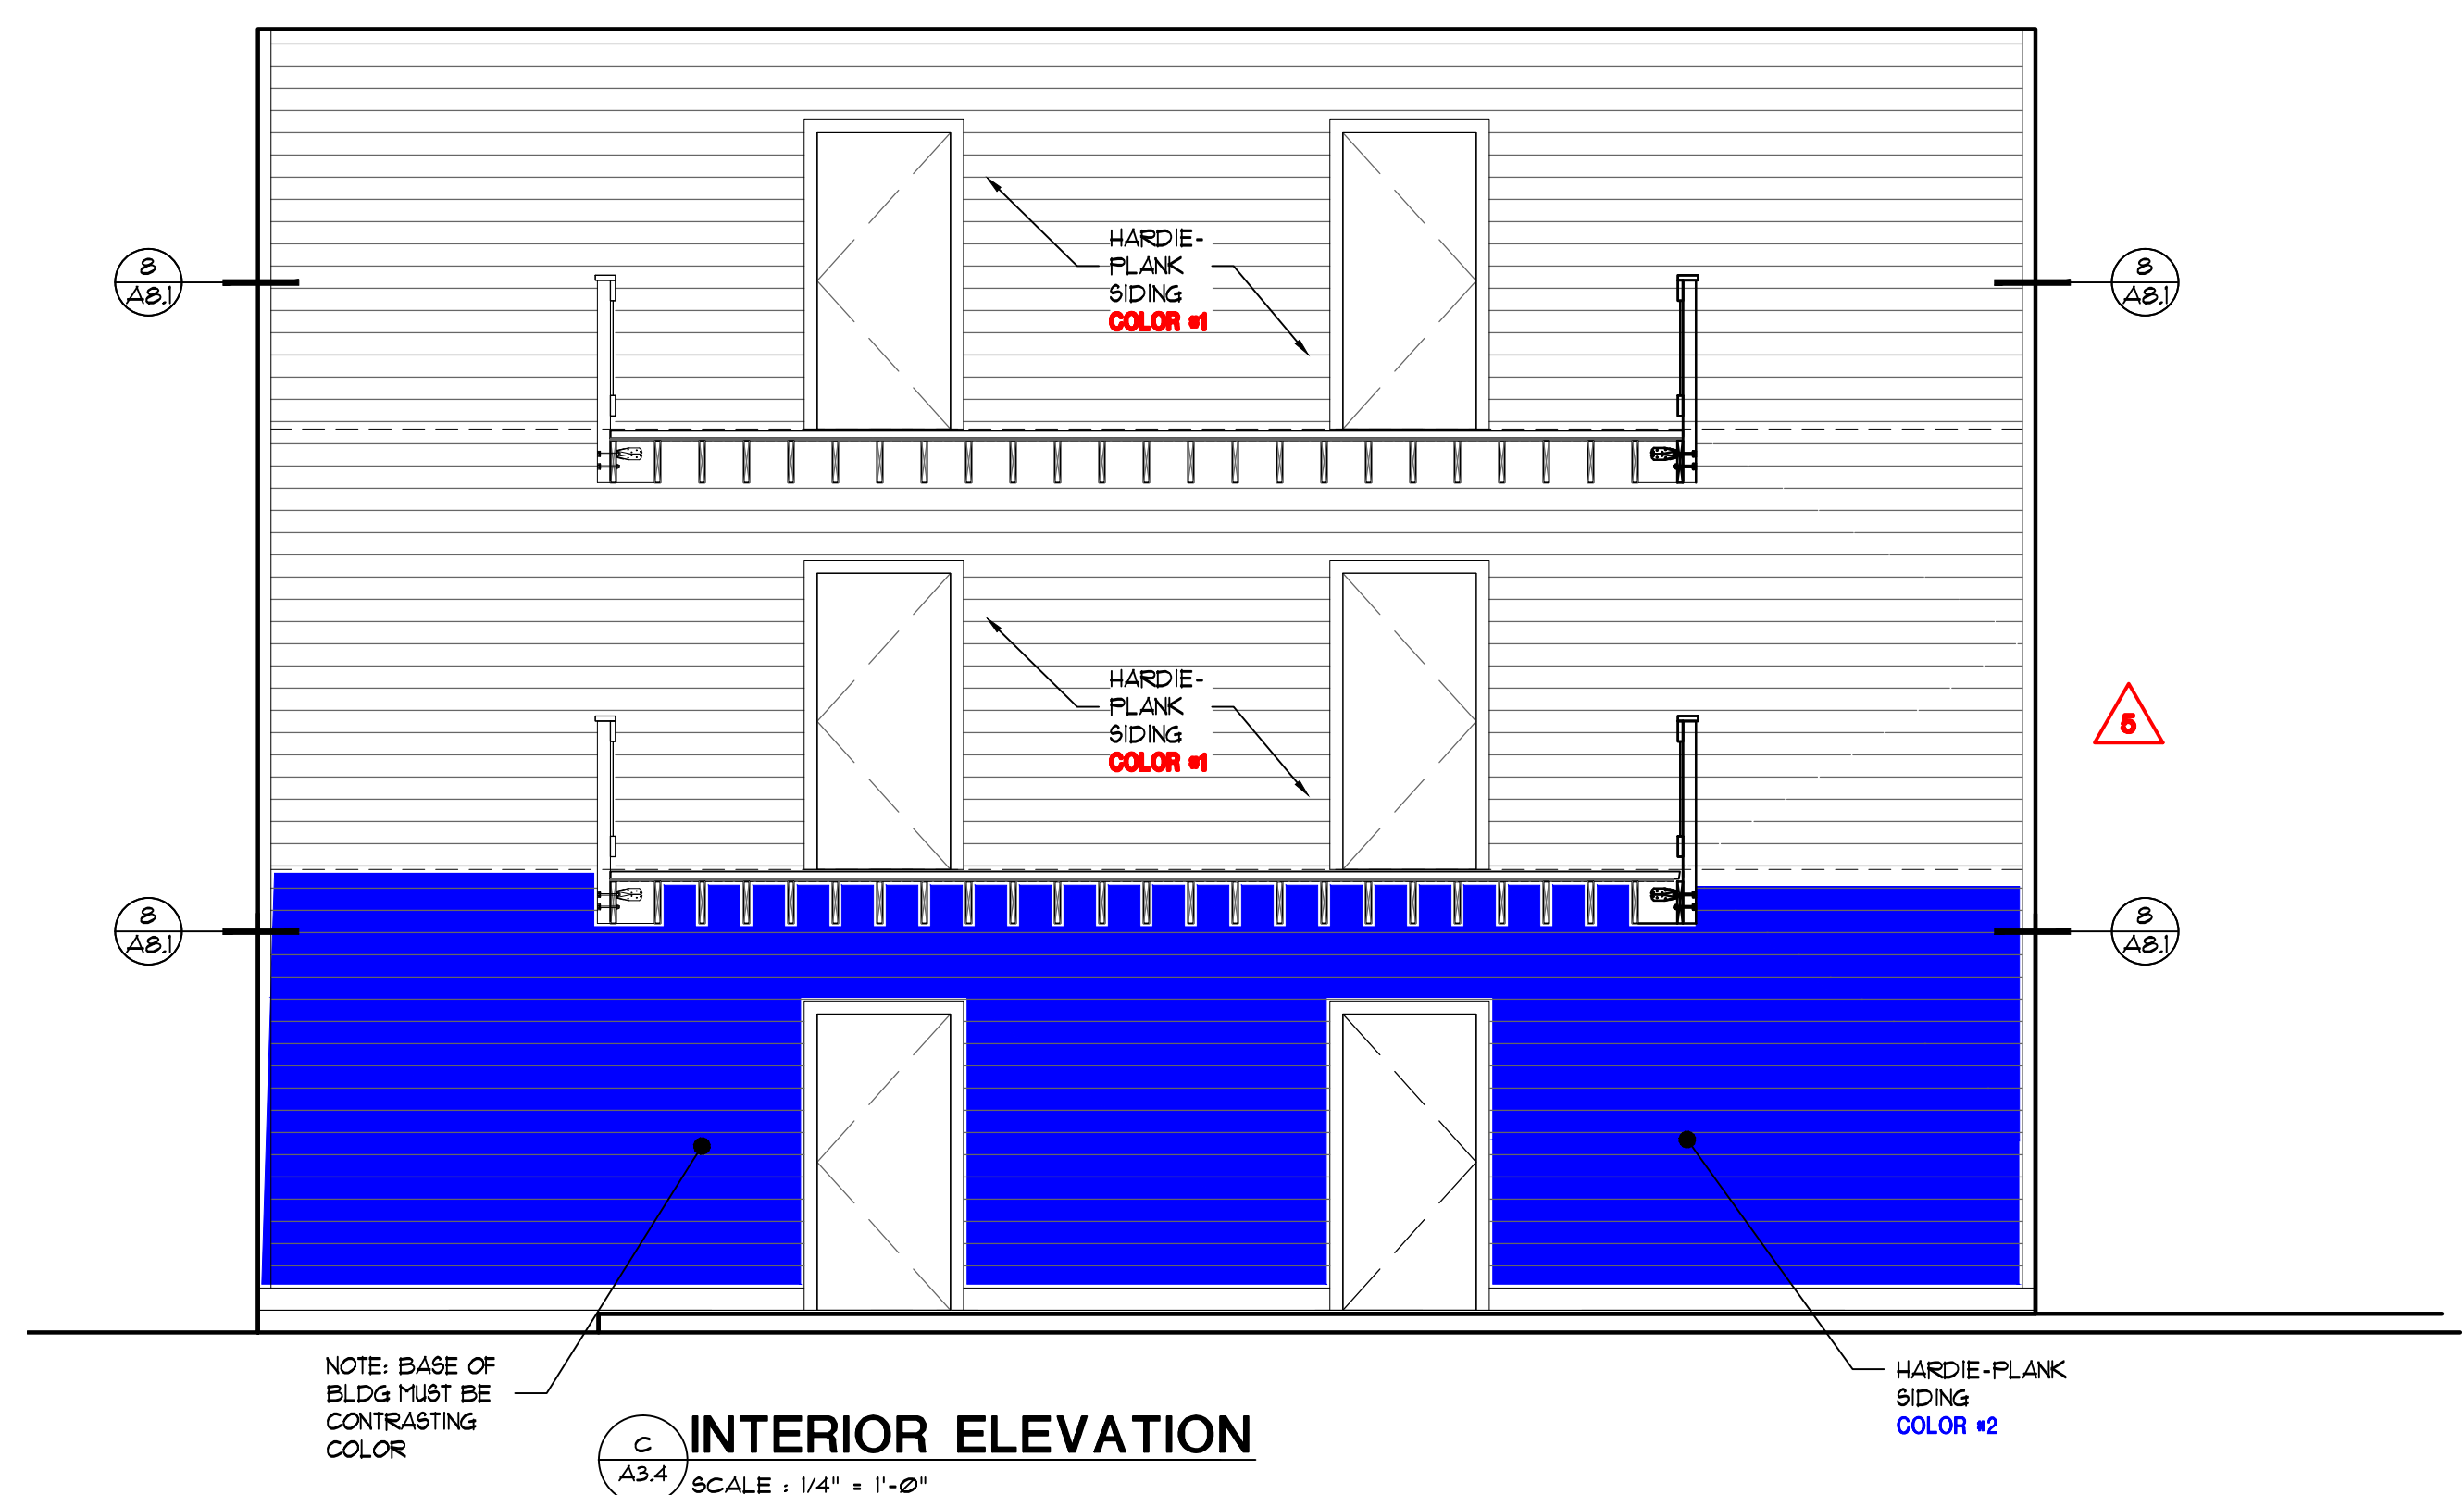 HARDIE-
PLANK
SIDING
COLOR #1
8
A8.1
8
A8.1
HARDIE-
PLANK
SIDING
COLOR #1
5
8
A8.1
8
A8.1
NOTE: BASE OF
BLDG MUST BE
CONTRASTING
COLOR
HARDIE-PLANK
SIDING
COLOR #2
C
A3.4
INTERIOR ELEVATION
SCALE : 1/4" = 1'-0"